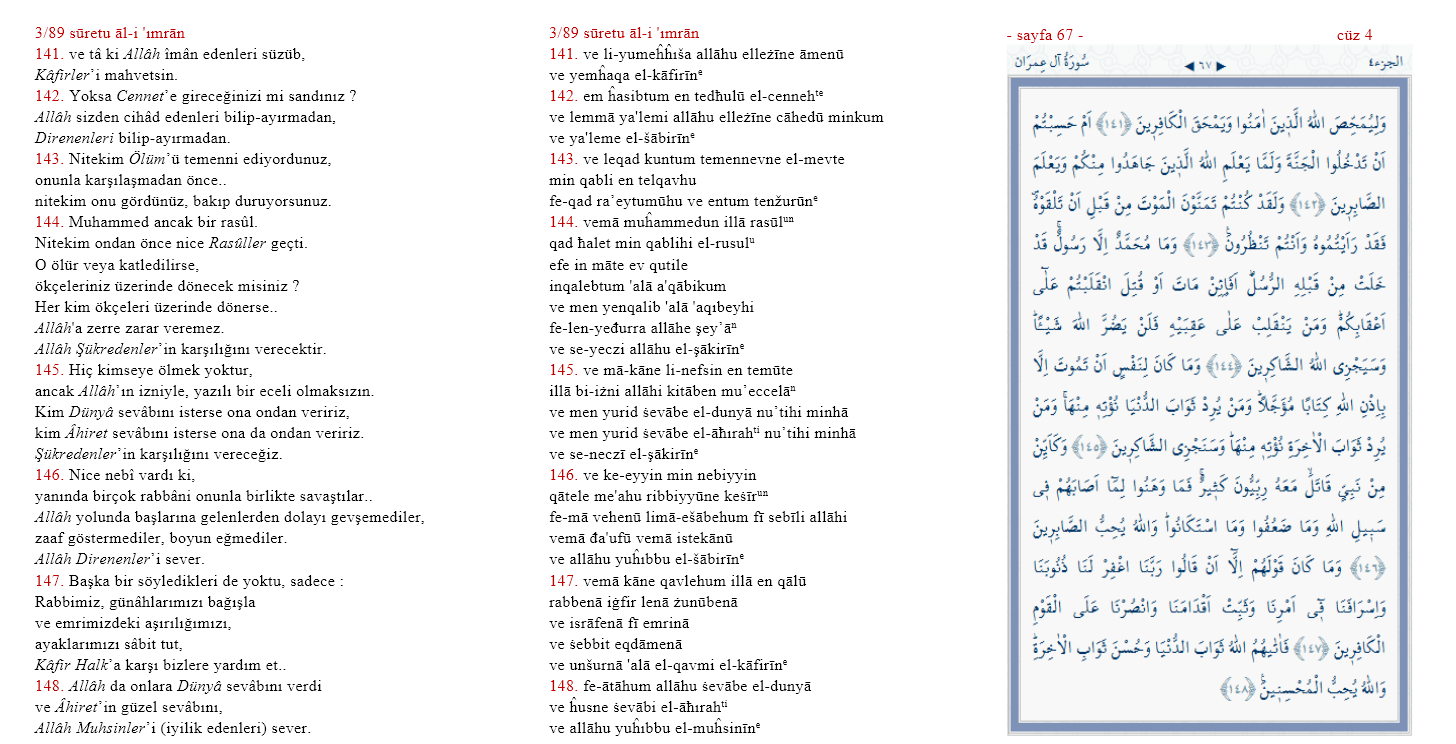 3/89 sūretu āl-i 'ımrān
141. ve tâ ki Allâh îmân edenleri süzüb,
Kâfirler’i mahvetsin.
142. Yoksa Cennet’e gireceğinizi mi sandınız ?
Allâh sizden cihâd edenleri bilip-ayırmadan,
Direnenleri bilip-ayırmadan.
143. Nitekim Ölüm’ü temenni ediyordunuz,
onunla karşılaşmadan önce..
nitekim onu gördünüz, bakıp duruyorsunuz.
144. Muhammed ancak bir rasûl.
Nitekim ondan önce nice Rasûller geçti.
O ölür veya katledilirse,
ökçeleriniz üzerinde dönecek misiniz ?
Her kim ökçeleri üzerinde dönerse..
Allâh'a zerre zarar veremez.
Allâh Şükredenler’in karşılığını verecektir.
145. Hiç kimseye ölmek yoktur,
ancak Allâh’ın izniyle, yazılı bir eceli olmaksızın.
Kim Dünyâ sevâbını isterse ona ondan veririz,
kim Âhiret sevâbını isterse ona da ondan veririz.
Şükredenler’in karşılığını vereceğiz.
146. Nice nebî vardı ki,
yanında birçok rabbâni onunla birlikte savaştılar..
Allâh yolunda başlarına gelenlerden dolayı gevşemediler,
zaaf göstermediler, boyun eğmediler.
Allâh Direnenler’i sever.
147. Başka bir söyledikleri de yoktu, sadece :
Rabbimiz, günâhlarımızı bağışla
ve emrimizdeki aşırılığımızı,
ayaklarımızı sâbit tut,
Kâfir Halk’a karşı bizlere yardım et..
148. Allâh da onlara Dünyâ sevâbını verdi
ve Âhiret’in güzel sevâbını,
Allâh Muhsinler’i (iyilik edenleri) sever.
3/89 sūretu āl-i 'ımrān
141. ve li-yumeĥĥıša allāhu elležīne āmenū
ve yemĥaqa el-kāfirīnᵉ
142. em ĥasibtum en tedħulū el-cennehᵗᵉ
ve lemmā ya'lemi allāhu elležīne cāhedū minkum
ve ya'leme el-šābirīnᵉ
143. ve leqad kuntum temennevne el-mevte
min qabli en telqavhu
fe-qad ra’eytumūhu ve entum tenžurūnᵉ
144. vemā muĥammedun illā rasūlᵘⁿ
qad ħalet min qablihi el-rusulᵘ
efe in māte ev qutile
inqalebtum 'alā a'qābikum
ve men yenqalib 'alā 'aqıbeyhi
fe-len-yeđurra allāhe şey’āⁿ
ve se-yeczi allāhu el-şākirīnᵉ
145. ve mā-kāne li-nefsin en temūte
illā bi-iżni allāhi kitāben mu’eccelāⁿ
ve men yurid ŝevābe el-dunyā nu’tihi minhā
ve men yurid ŝevābe el-āħırahᵗⁱ nu’tihi minhā
ve se-neczī el-şākirīnᵉ
146. ve ke-eyyin min nebiyyin
qātele me'ahu ribbiyyūne keŝīrᵘⁿ
fe-mā vehenū limā-ešābehum fī sebīli allāhi
vemā đa'ufū vemā istekānū
ve allāhu yuĥıbbu el-šābirīnᵉ
147. vemā kāne qavlehum illā en qālū
rabbenā iġfir lenā żunūbenā
ve isrāfenā fī emrinā
ve ŝebbit eqdāmenā
ve unšurnā 'alā el-qavmi el-kāfirīnᵉ
148. fe-ātāhum allāhu ŝevābe el-dunyā
ve ĥusne ŝevābi el-āħırahᵗⁱ
ve allāhu yuĥıbbu el-muĥsinīnᵉ
- sayfa 67 - cüz 4
الجزء٤ ◀ ٦٧ ▶ سُورَةُ آل عِمرَان
وَلِيُمَحِّصَ اللّٰهُ الَّذ۪ينَ اٰمَنُوا وَيَمْحَقَ الْكَافِر۪ينَ ﴿١٤١﴾ اَمْ حَسِبْتُمْ
اَنْ تَدْخُلُوا الْجَنَّةَ وَلَمَّا يَعْلَمِ اللّٰهُ الَّذ۪ينَ جَاهَدُوا مِنْكُمْ وَيَعْلَمَ
الصَّابِر۪ينَ ﴿١٤٢﴾ وَلَقَدْ كُنْتُمْ تَمَنَّوْنَ الْمَوْتَ مِنْ قَبْلِ اَنْ تَلْقَوْهُۖ
فَقَدْ رَاَيْتُمُوهُ وَاَنْتُمْ تَنْظُرُونَ۟ ﴿١٤٣﴾ وَمَا مُحَمَّدٌ اِلَّا رَسُولٌۚ قَدْ
خَلَتْ مِنْ قَبْلِهِ الرُّسُلُۜ اَفَا۬ئِنْ مَاتَ اَوْ قُتِلَ انْقَلَبْتُمْ عَلٰٓى
اَعْقَابِكُمْۜ وَمَنْ يَنْقَلِبْ عَلٰى عَقِبَيْهِ فَلَنْ يَضُرَّ اللّٰهَ شَيْـًٔاۜ
وَسَيَجْزِى اللّٰهُ الشَّاكِر۪ينَ ﴿١٤٤﴾ وَمَا كَانَ لِنَفْسٍ اَنْ تَمُوتَ اِلَّا
بِاِذْنِ اللّٰهِ كِتَابًا مُؤَجَّلًاۜ وَمَنْ يُرِدْ ثَوَابَ الدُّنْيَا نُؤْتِه۪ مِنْهَاۚ وَمَنْ
يُرِدْ ثَوَابَ الْاٰخِرَةِ نُؤْتِه۪ مِنْهَاۜ وَسَنَجْزِى الشَّاكِر۪ينَ ﴿١٤٥﴾ وَكَاَيِّنْ
مِنْ نَبِيٍّ قَاتَلَۙ مَعَهُ رِبِّيُّونَ كَث۪يرٌۚ فَمَا وَهَنُوا لِمَٓا اَصَابَهُمْ ف۪ى
سَب۪يلِ اللّٰهِ وَمَا ضَعُفُوا وَمَا اسْتَكَانُواۜ وَاللّٰهُ يُحِبُّ الصَّابِر۪ينَ
﴿١٤٦﴾ وَمَا كَانَ قَوْلَهُمْ اِلَّٓا اَنْ قَالُوا رَبَّنَا اغْفِرْ لَنَا ذُنُوبَنَا
وَاِسْرَافَنَا ف۪ٓى اَمْرِنَا وَثَبِّتْ اَقْدَامَنَا وَانْصُرْنَا عَلَى الْقَوْمِ
الْكَافِر۪ينَ ﴿١٤٧﴾ فَاٰتٰيهُمُ اللّٰهُ ثَوَابَ الدُّنْيَا وَحُسْنَ ثَوَابِ الْاٰخِرَةِۜ
وَاللّٰهُ يُحِبُّ الْمُحْسِن۪ينَ۟ ﴿١٤٨﴾